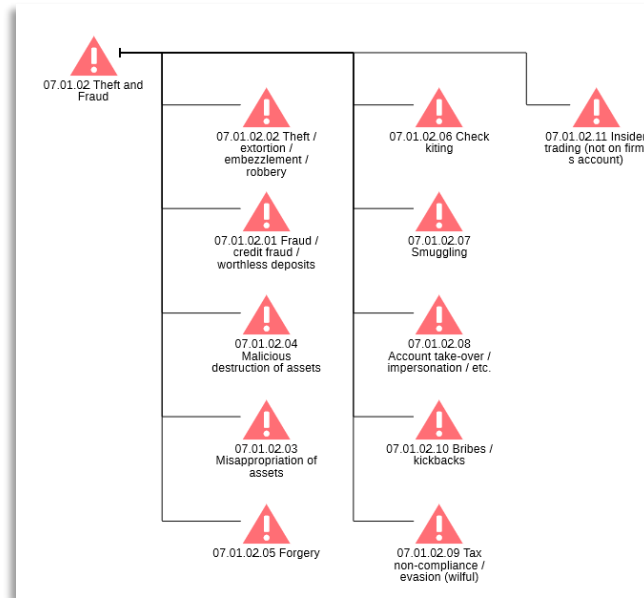 07.01.02 Theft and
Fraud
07.01.02.02 Theft /
extortion /
embezzlement /
robbery
07.01.02.01 Fraud /
credit fraud /
worthless deposits
07.01.02.04
Malicious
destruction of assets
07.01.02.03
Misappropriation of
assets
07.01.02.05 Forgery
07.01.02.06 Check
kiting
07.01.02.07
Smuggling
07.01.02.08
Account take-over /
impersonation / etc.
07.01.02.10 Bribes /
kickbacks
07.01.02.09 Tax
non-compliance /
evasion (wilful)
07.01.02.11 Insider
trading (not on firm
s account)